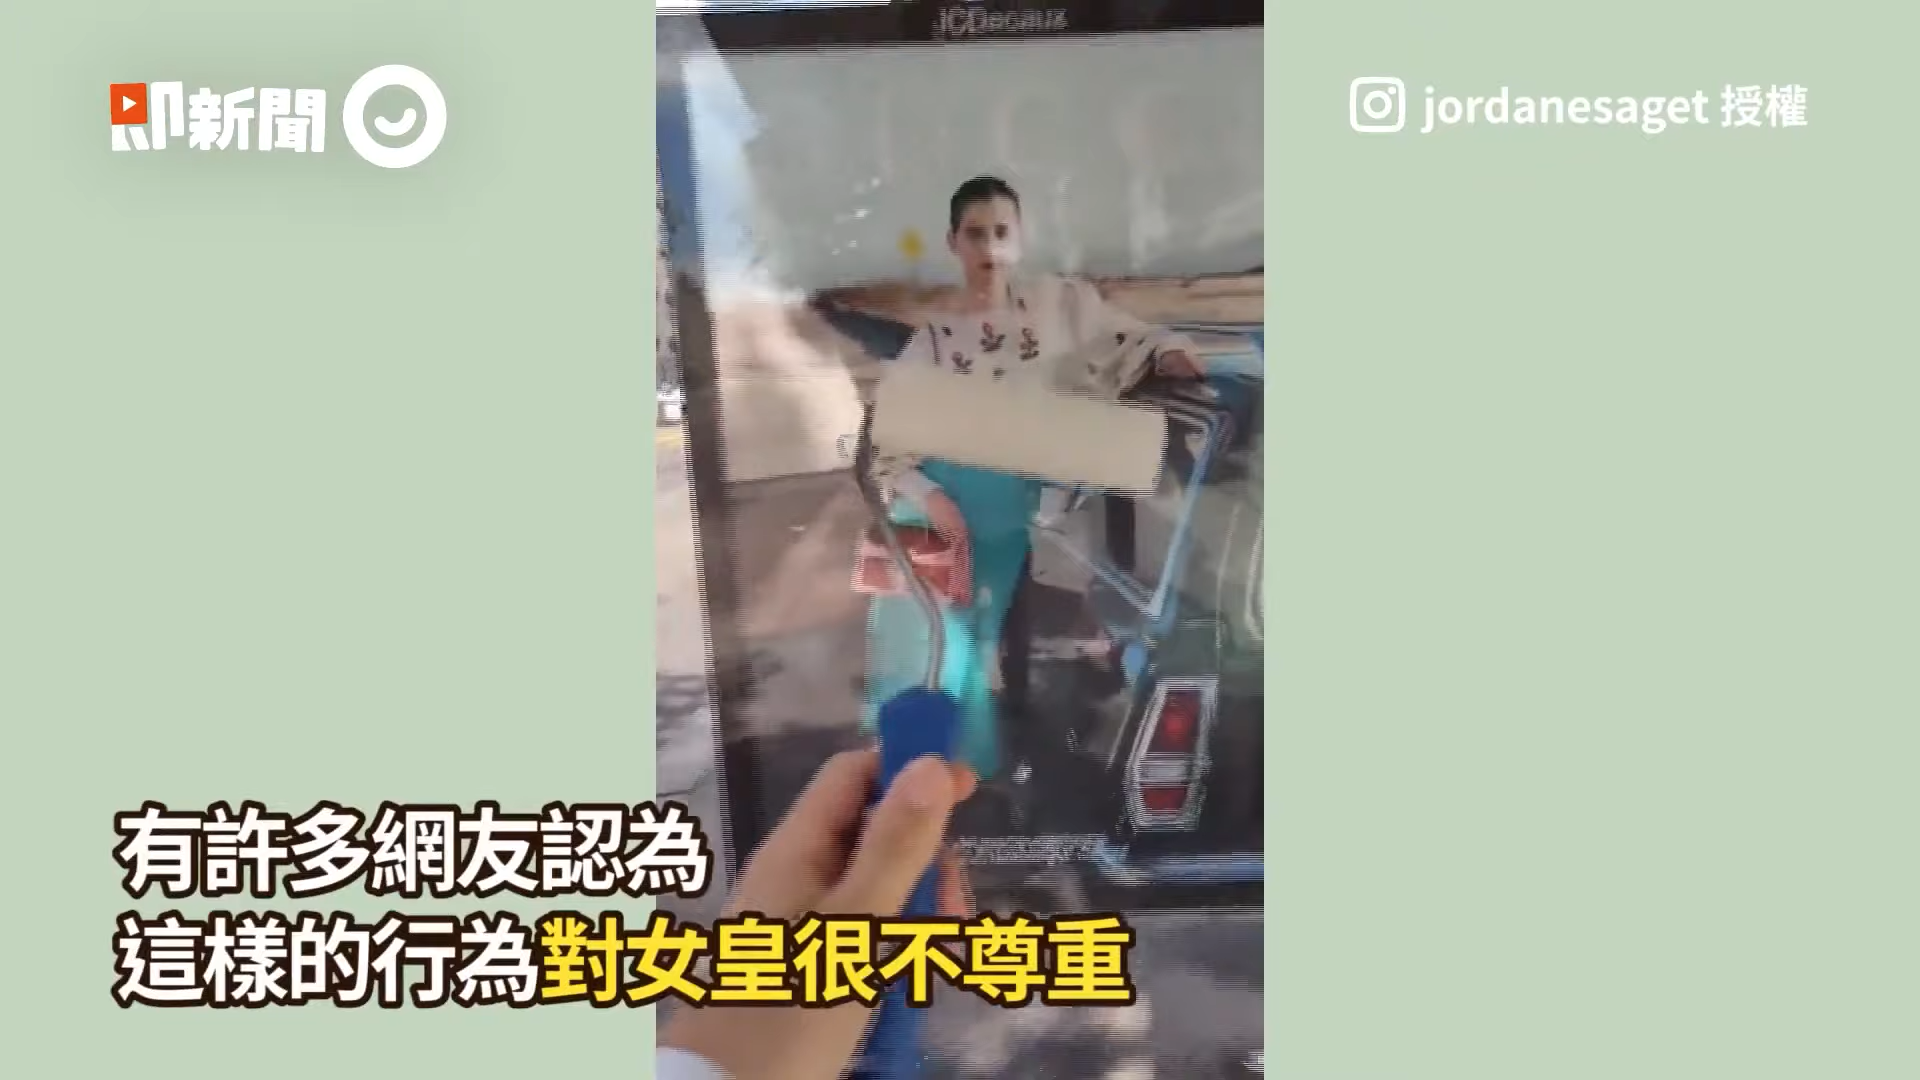 即新聞
jordanesaget 授權
JCDecaux
有許多網友認為
這樣的行為對女皇很不尊重